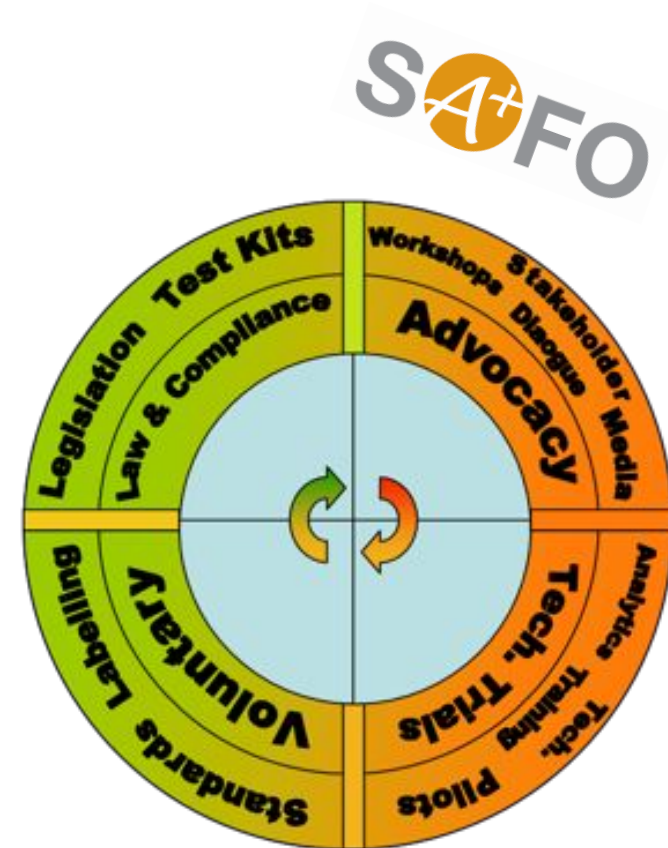 SA+FO
Legislation Test Kits
Law & Compliance
Workshops Stakeholder
Diaogue Media
Advocacy
Analytics
Training Tech.
Tech. Trials
Pilots
Voluntary
Standards Labelling